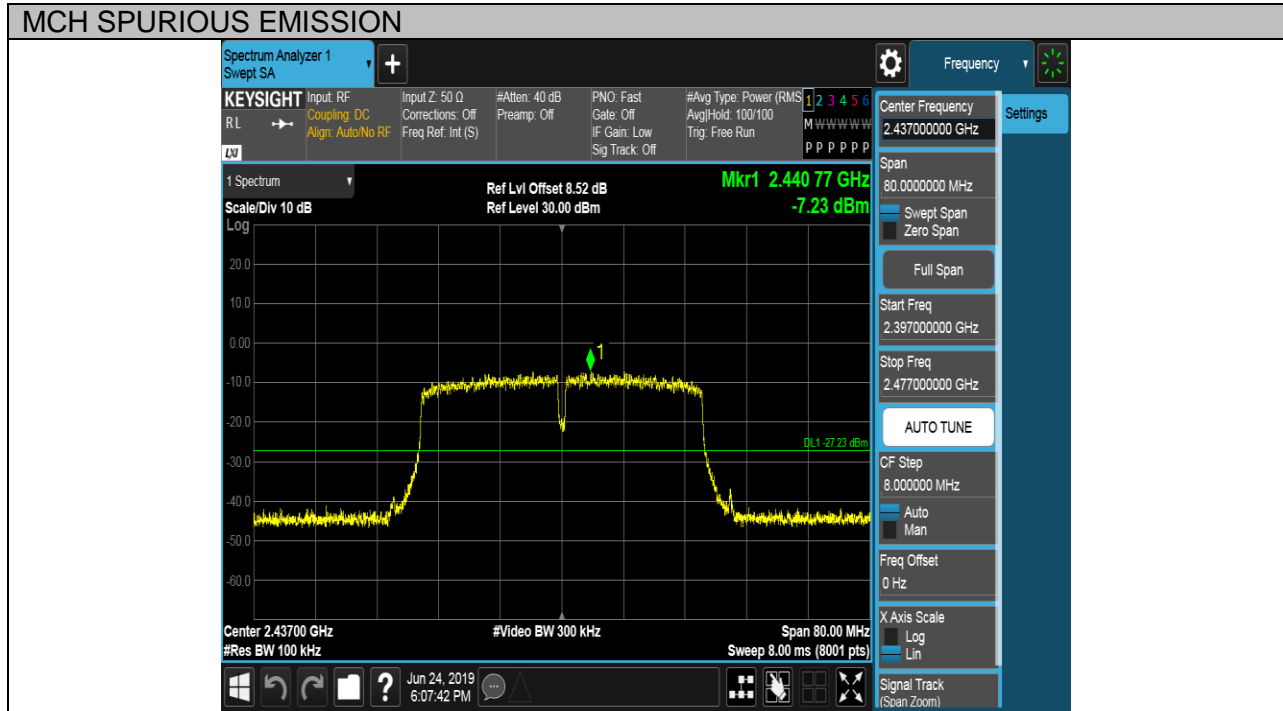 MCH SPURIOUS EMISSION
Spectrum Analyzer 1
Swept SA
+
Frequency
KEYSIGHT
RL
LXI
Input: RF
Coupling: DC
Align: Auto/No RF
Input Z: 50 Ω
Corrections: Off
Freq Ref: Int (S)
#Atten: 40 dB
Preamp: Off
PNO: Fast
Gate: Off
IF Gain: Low
Sig Track: Off
#Avg Type: Power (RMS
Avg|Hold: 100/100
Trig: Free Run
1 2 3 4 5 6
M W W W W W
P P P P P P
1 Spectrum
Scale/Div 10 dB
Ref Lvl Offset 8.52 dB
Ref Level 30.00 dBm
Mkr1 2.440 77 GHz
-7.23 dBm
Log
20.0
10.0
0.00
-10.0
-20.0
-30.0
-40.0
-50.0
-60.0
1
DL1 -27.23 dBm
Center 2.43700 GHz
#Res BW 100 kHz
#Video BW 300 kHz
Span 80.00 MHz
Sweep 8.00 ms (8001 pts)
?
Jun 24, 2019
6:07:42 PM
Center Frequency
2.437000000 GHz
Settings
Span
80.0000000 MHz
Swept Span
Zero Span
Full Span
Start Freq
2.397000000 GHz
Stop Freq
2.477000000 GHz
AUTO TUNE
CF Step
8.000000 MHz
Auto
Man
Freq Offset
0 Hz
X Axis Scale
Log
Lin
Signal Track
(Span Zoom)